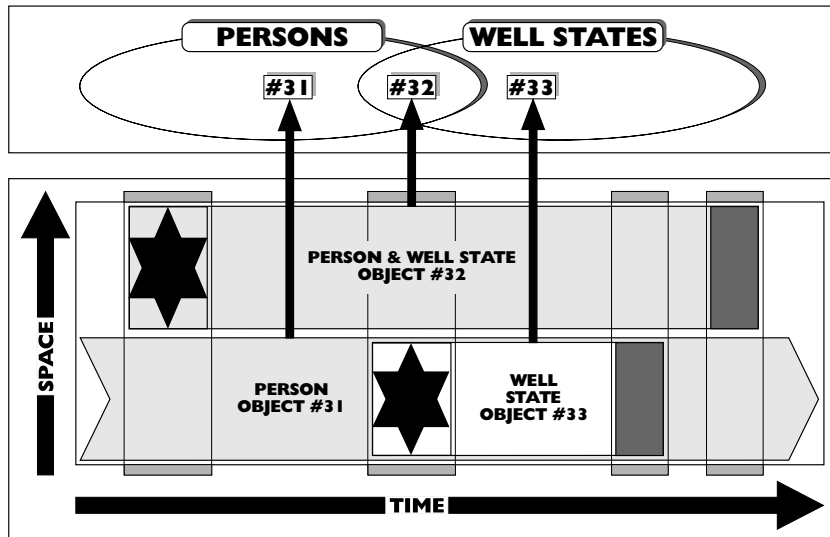 PERSONS
WELL STATES
#31
#32
#33
PERSON & WELL STATE
OBJECT #32
PERSON
OBJECT #31
WELL
STATE
OBJECT #33
SPACE
TIME